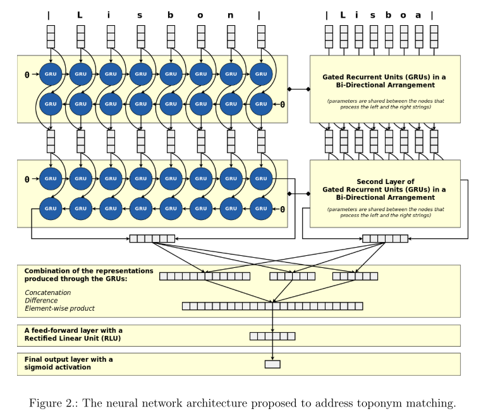 | L i s b o n |
| L i s b o a |
0 GRU GRU GRU GRU GRU GRU GRU GRU
GRU GRU GRU GRU GRU GRU GRU GRU 0
Gated Recurrent Units (GRUs) in a
Bi-Directional Arrangement
(parameters are shared between the nodes that
process the left and the right strings)
0 GRU GRU GRU GRU GRU GRU GRU GRU
GRU GRU GRU GRU GRU GRU GRU GRU 0
Second Layer of
Gated Recurrent Units (GRUs) in a
Bi-Directional Arrangement
(parameters are shared between the nodes that
process the left and the right strings)
Combination of the representations
produced through the GRUs:
Concatenation
Difference
Element-wise product
A feed-forward layer with a
Rectified Linear Unit (RLU)
Final output layer with a
sigmoid activation
Figure 2.: The neural network architecture proposed to address toponym matching.